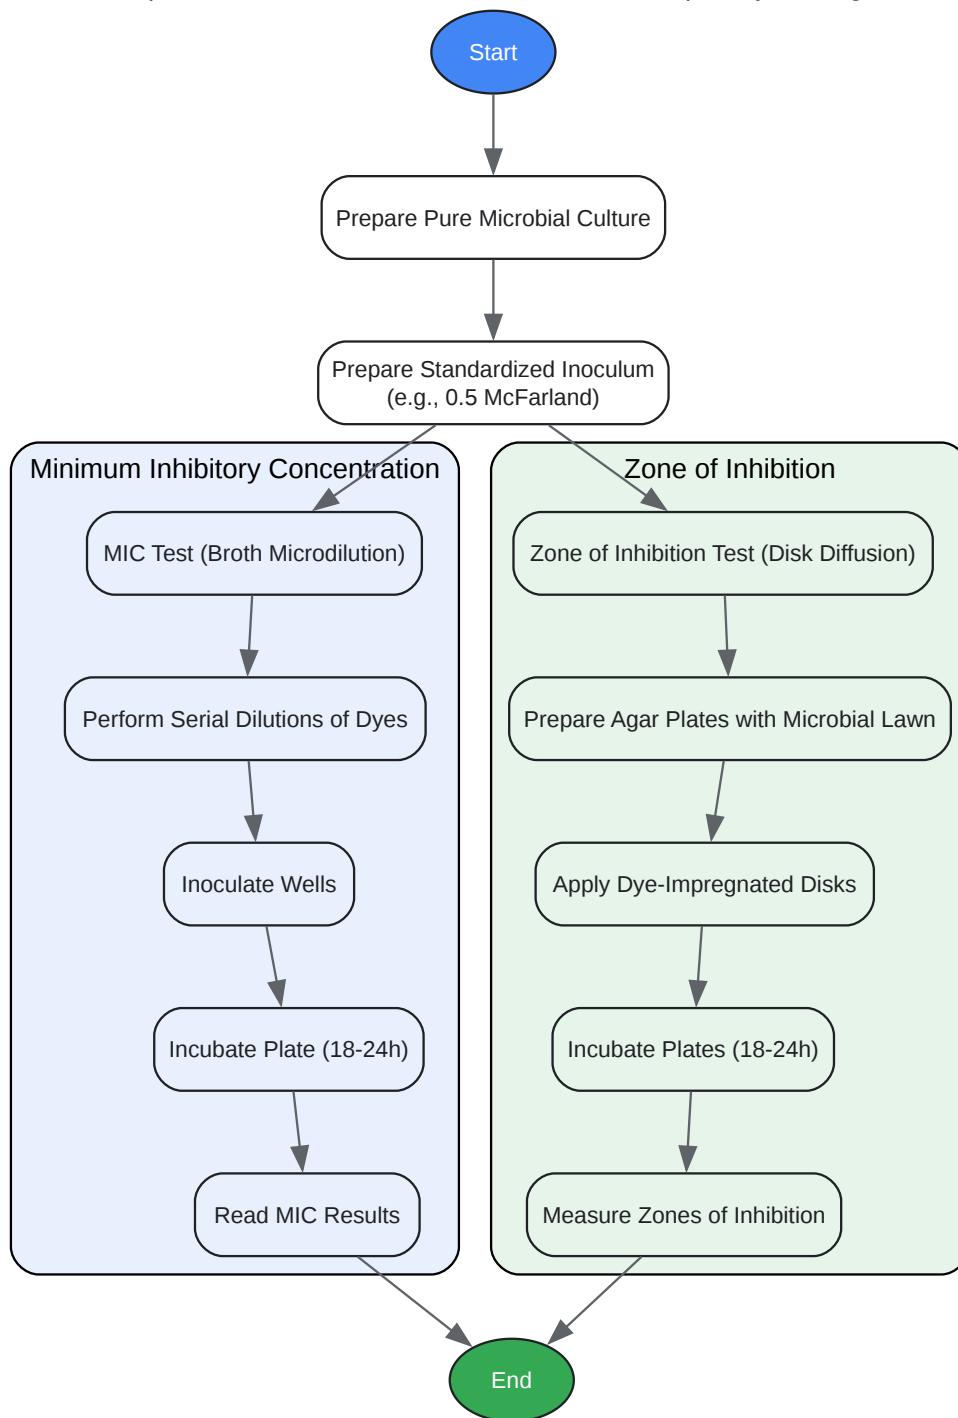 Start
Prepare Pure Microbial Culture
Prepare Standardized Inoculum
(e.g., 0.5 McFarland)
Minimum Inhibitory Concentration
MIC Test (Broth Microdilution)
Perform Serial Dilutions of Dyes
Inoculate Wells
Incubate Plate (18-24h)
Read MIC Results
Zone of Inhibition
Zone of Inhibition Test (Disk Diffusion)
Prepare Agar Plates with Microbial Lawn
Apply Dye-Impregnated Disks
Incubate Plates (18-24h)
Measure Zones of Inhibition
End